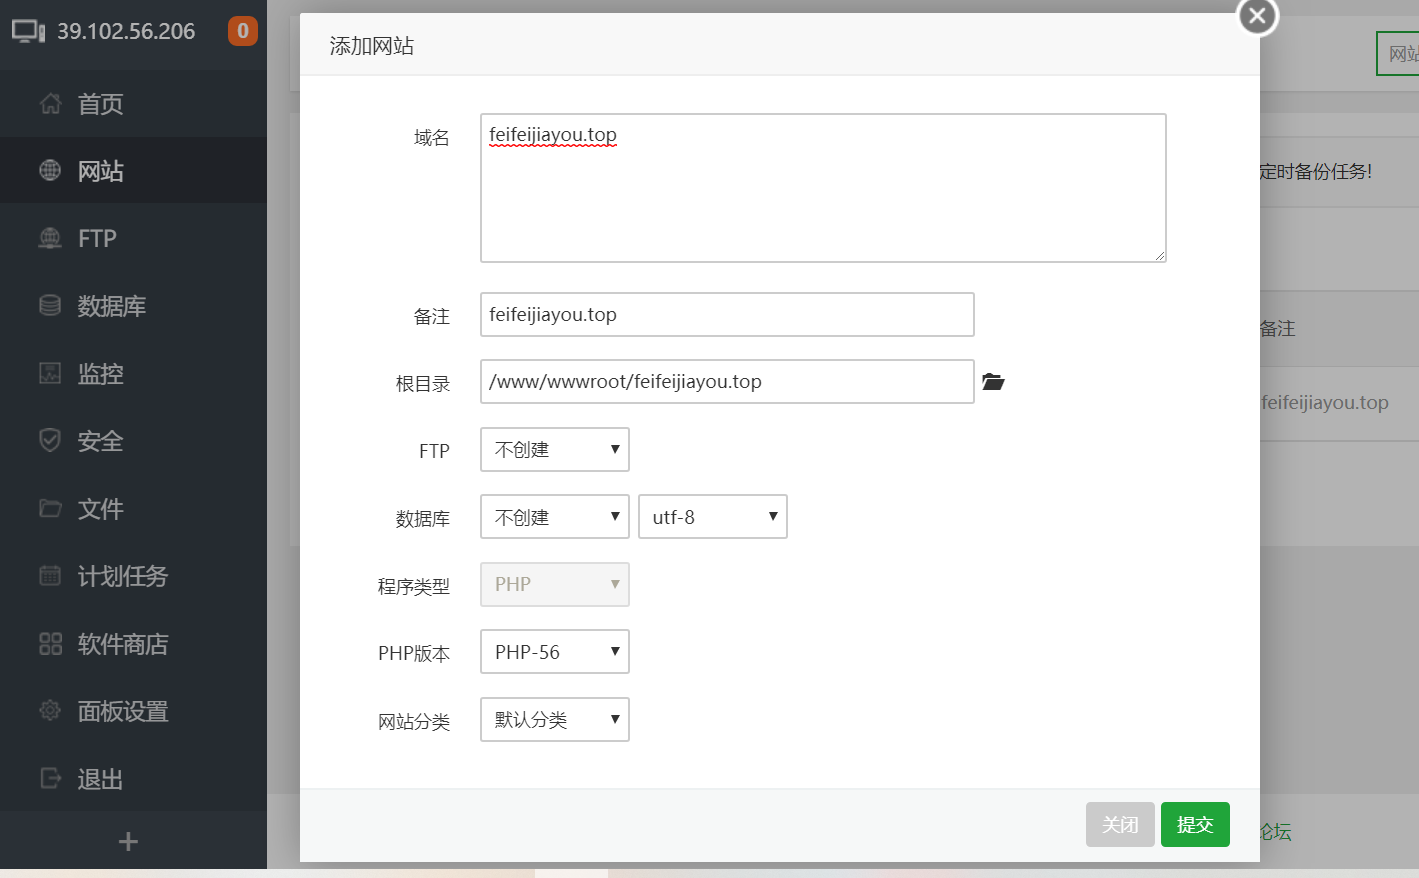 39.102.56.206
0
首页
网站
FTP
数据库
监控
安全
文件
计划任务
软件商店
面板设置
退出
+
添加网站
域名
feifeijiayou.top
备注
feifeijiayou.top
根目录
/www/wwwroot/feifeijiayou.top
FTP
不创建
数据库
不创建
utf-8
程序类型
PHP
PHP版本
PHP-56
网站分类
默认分类
关闭
提交
网站
定时备份任务!
备注
feifeijiayou.top
论坛